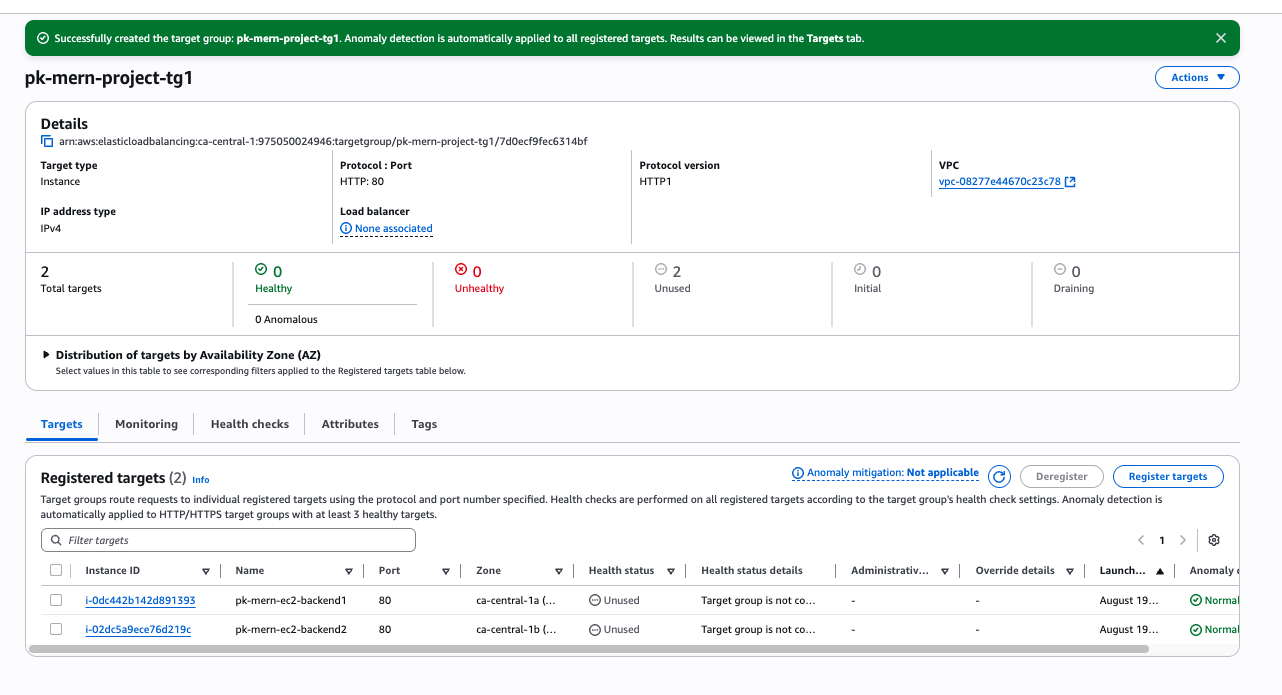 Successfully created the target group: pk-mern-project-tg1. Anomaly detection is automatically applied to all registered targets. Results can be viewed in the Targets tab.
pk-mern-project-tg1
Actions
Details
arn:aws:elasticloadbalancing:ca-central-1:975050024946:targetgroup/pk-mern-project-tg1/7d0ecf9fec6314bf
Target type
Instance
Protocol : Port
HTTP: 80
Protocol version
HTTP1
VPC
vpc-08277e44670c23c78
IP address type
IPv4
Load balancer
None associated
2
Total targets
0
Healthy
0 Anomalous
0
Unhealthy
2
Unused
0
Initial
0
Draining
Distribution of targets by Availability Zone (AZ)
Select values in this table to see corresponding filters applied to the Registered targets table below.
Targets Monitoring Health checks Attributes Tags
Registered targets (2) Info
Anomaly mitigation: Not applicable
Deregister
Register targets
Target groups route requests to individual registered targets using the protocol and port number specified. Health checks are performed on all registered targets according to the target group's health check settings. Anomaly detection is
automatically applied to HTTP/HTTPS target groups with at least 3 healthy targets.
Filter targets
1
Instance ID Name Port Zone Health status Health status details Administrativ... Override details Launch... Anomaly d
i-0dc442b142d891393 pk-mern-ec2-backend1 80 ca-central-1a (... Unused Target group is not co... - - August 19... Normal
i-02dc5a9ece76d219c pk-mern-ec2-backend2 80 ca-central-1b (... Unused Target group is not co... - - August 19... Normal